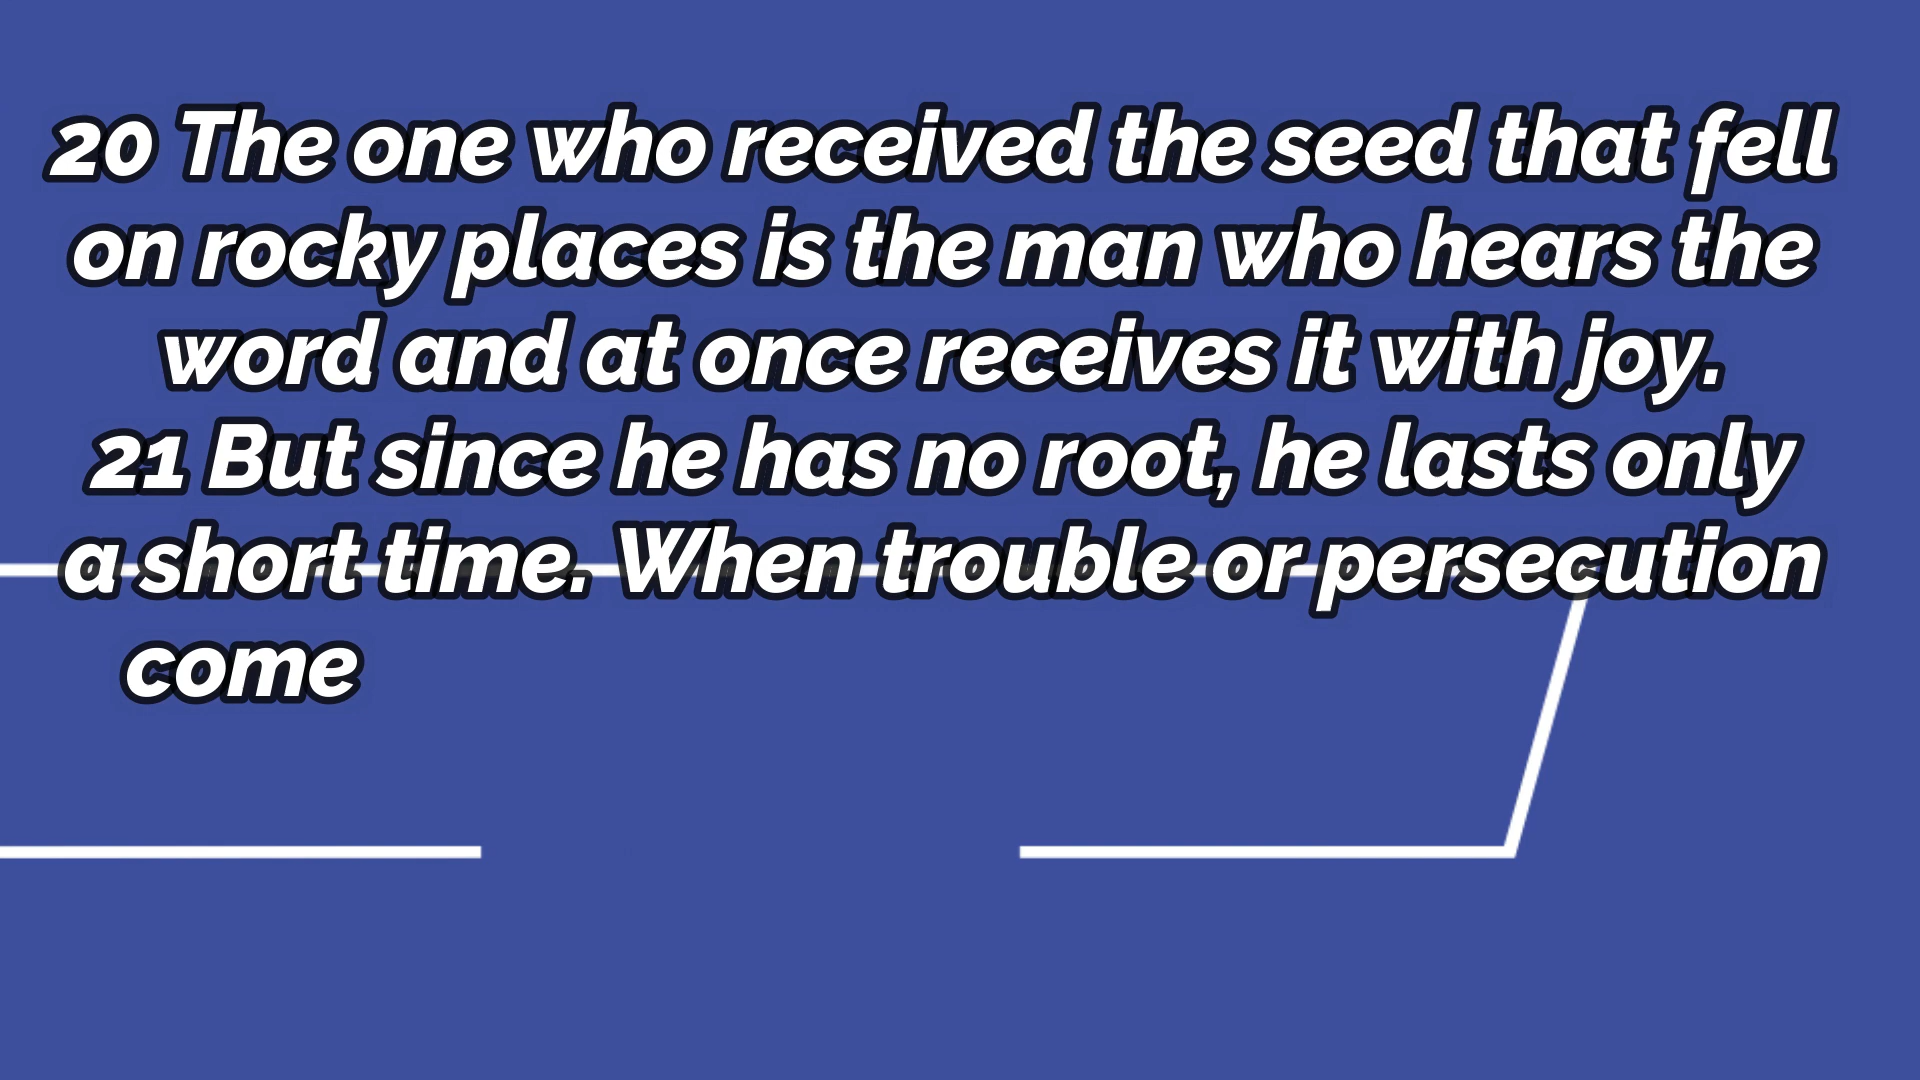 20 The one who received the seed that fell
on rocky places is the man who hears the
word and at once receives it with joy.
21 But since he has no root, he lasts only
a short time. When trouble or persecution
come